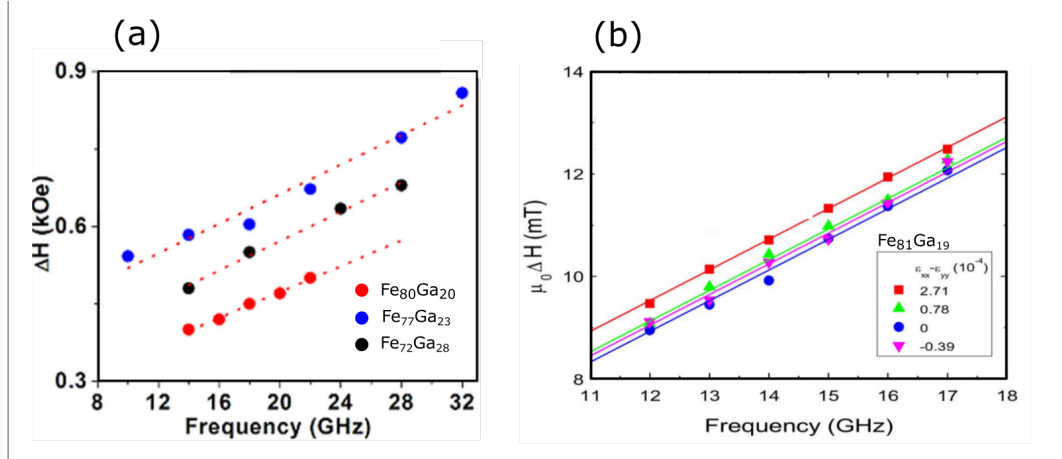 (a)
0.9
0.6
0.3
ΔH (kOe)
8 12 16 20 24 28 32
Frequency (GHz)
Fe80Ga20
Fe77Ga23
Fe72Ga28
(b)
14
12
10
8
μ0 ΔH (mT)
11 12 13 14 15 16 17 18
Frequency (GHz)
Fe81Ga19
εxx-εyy (10-4)
2.71
0.78
0
-0.39